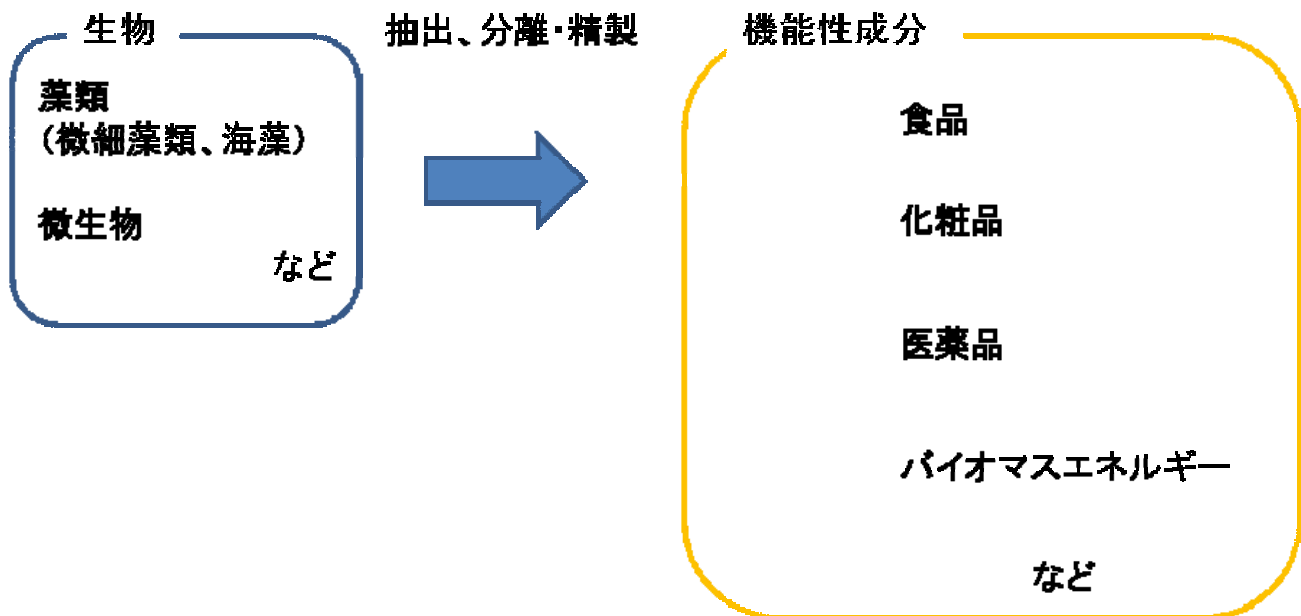 生物
藻類
（微細藻類、海藻）
微生物
など
抽出、分離・精製
機能性成分
食品
化粧品
医薬品
バイオマスエネルギー
など